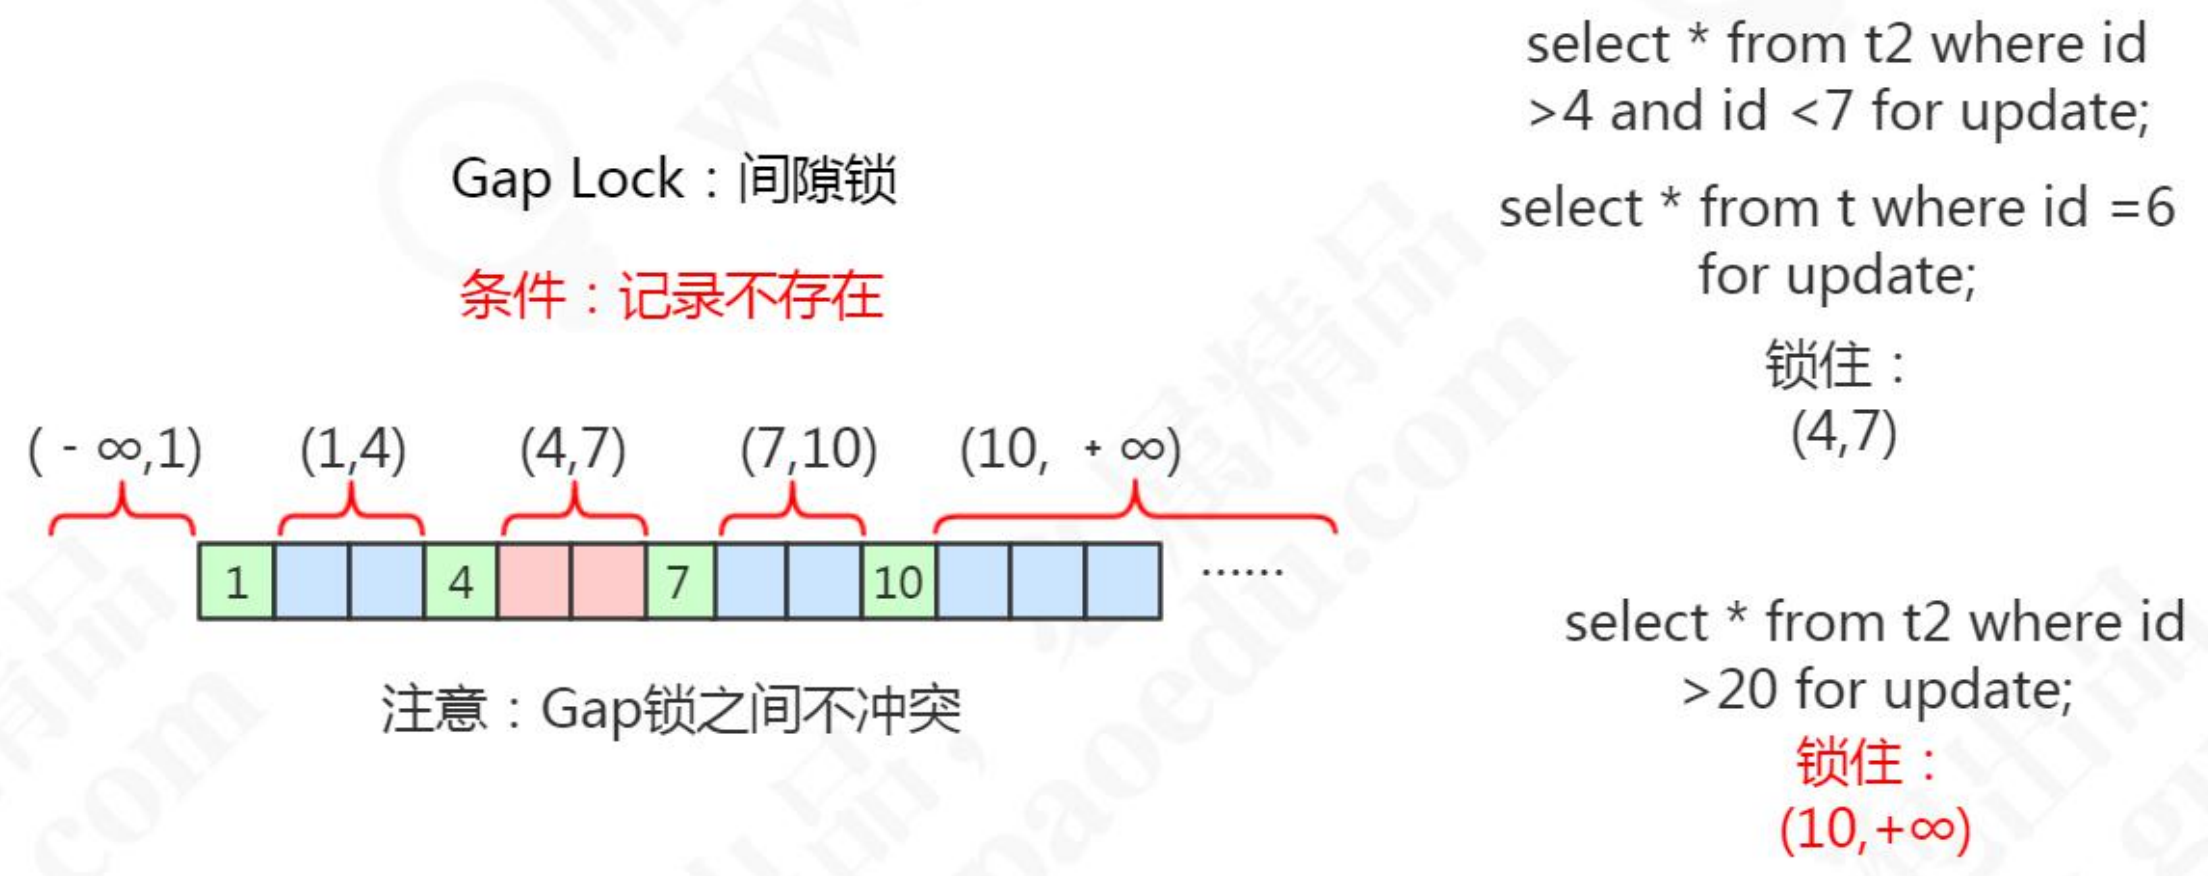 Gap Lock：间隙锁
条件：记录不存在
( - ∞,1) (1,4) (4,7) (7,10) (10, + ∞)
1 4 7 10 ......
注意：Gap锁之间不冲突
select * from t2 where id
>4 and id <7 for update;
select * from t where id =6
for update;
锁住：
(4,7)
select * from t2 where id
>20 for update;
锁住：
(10,+∞)